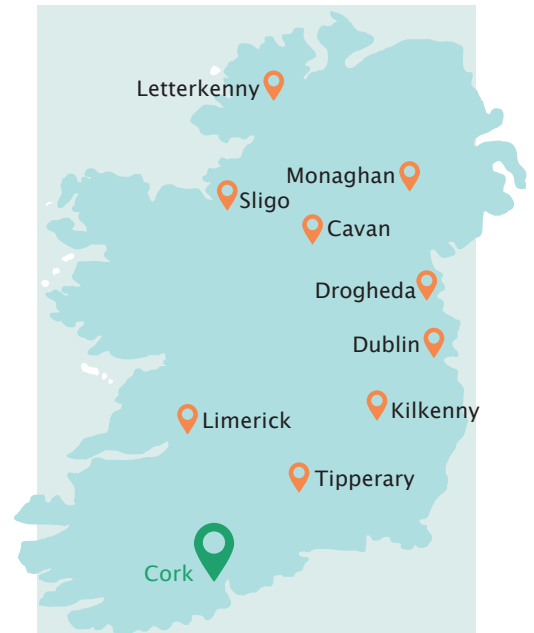 Letterkenny
Monaghan
Sligo
Cavan
Drogheda
Dublin
Kilkenny
Limerick
Tipperary
Cork